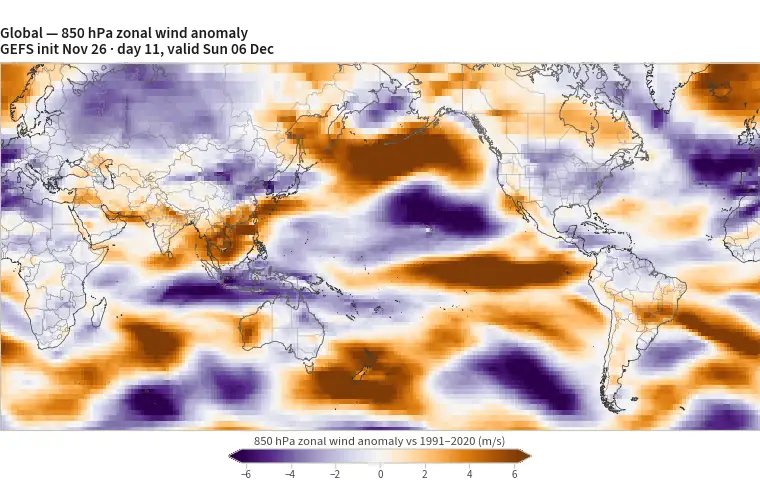 Global — 850 hPa zonal wind anomaly
GEFS init Nov 26 · day 11, valid Sun 06 Dec
850 hPa zonal wind anomaly vs 1991–2020 (m/s)
−6 −4 −2 0 2 4 6